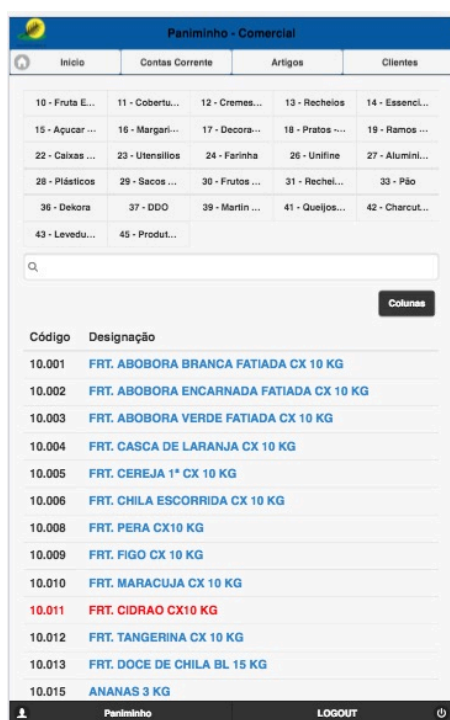 Paniminho - Comercial
Inicio Contas Corrente Artigos Clientes
10 - Fruta E... 11 - Cobertu... 12 - Cremes... 13 - Recheios 14 - Essenci...
15 - Açucar ... 16 - Margari... 17 - Decora... 18 - Pratos -... 19 - Ramos ...
22 - Caixas ... 23 - Utensilios 24 - Farinha 26 - Unifine 27 - Alumini...
28 - Plásticos 29 - Sacos ... 30 - Frutos ... 31 - Rechei... 33 - Pão
36 - Dekora 37 - DDO 39 - Martin ... 41 - Queijos... 42 - Charcut...
43 - Levedu... 45 - Produt...
Colunas
Código Designação
10.001 FRT. ABOBORA BRANCA FATIADA CX 10 KG
10.002 FRT. ABOBORA ENCARNADA FATIADA CX 10 KG
10.003 FRT. ABOBORA VERDE FATIADA CX 10 KG
10.004 FRT. CASCA DE LARANJA CX 10 KG
10.005 FRT. CEREJA 1ª CX 10 KG
10.006 FRT. CHILA ESCORRIDA CX 10 KG
10.008 FRT. PERA CX10 KG
10.009 FRT. FIGO CX 10 KG
10.010 FRT. MARACUJA CX 10 KG
10.011 FRT. CIDRAO CX10 KG
10.012 FRT. TANGERINA CX 10 KG
10.013 FRT. DOCE DE CHILA BL 15 KG
10.015 ANANAS 3 KG
Paniminho LOGOUT